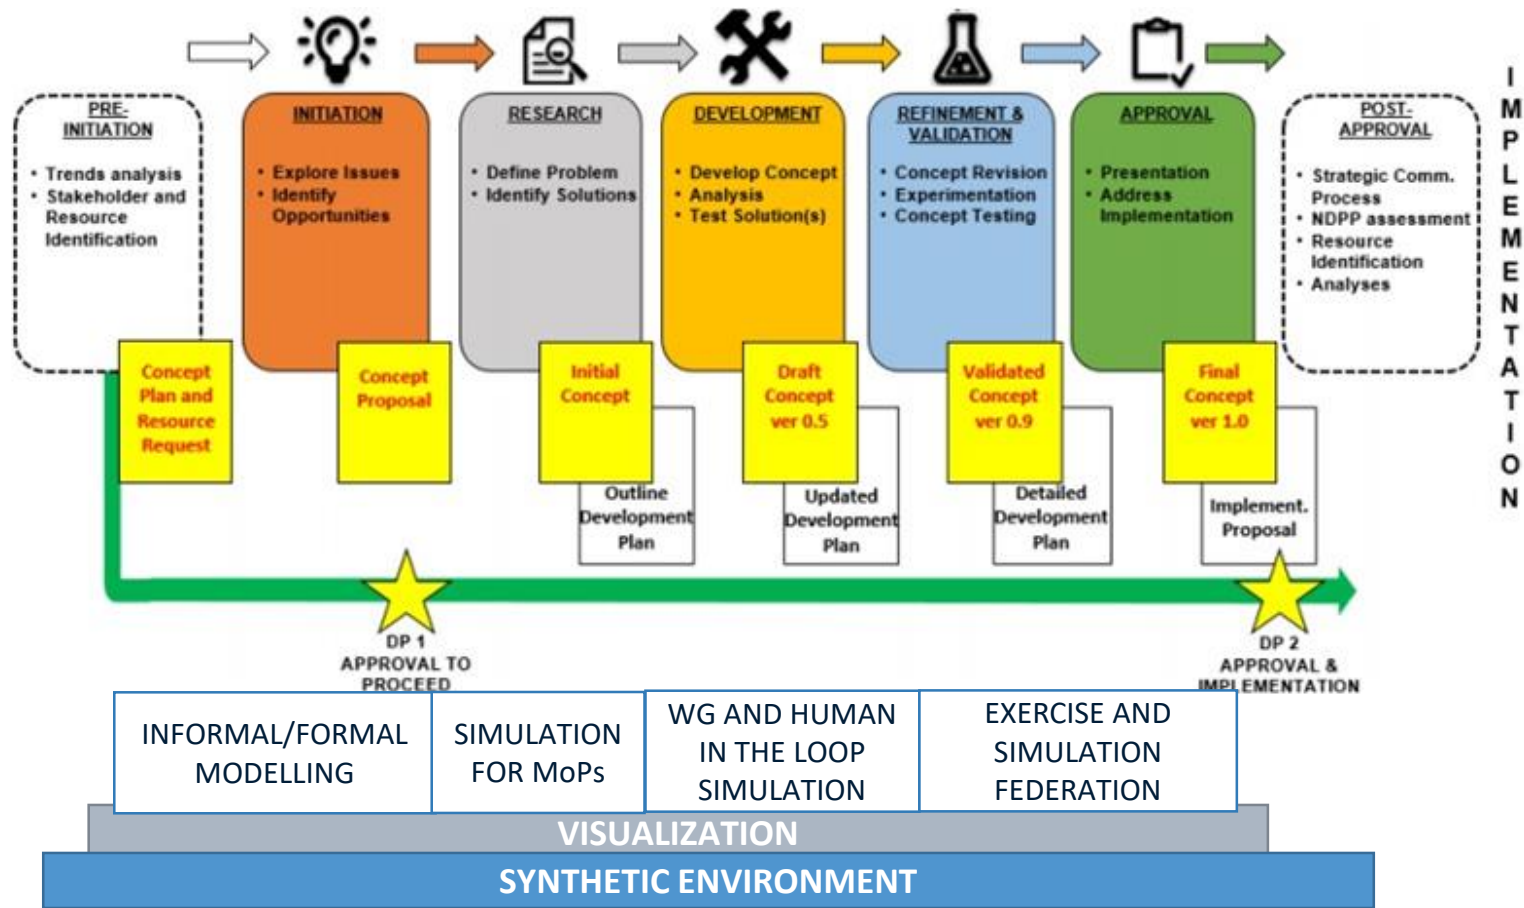 PRE-
INITIATION
• Trends analysis
• Stakeholder and
Resource
Identification
INITIATION
• Explore Issues
• Identify
Opportunities
RESEARCH
• Define Problem
• Identify Solutions
DEVELOPMENT
• Develop Concept
• Analysis
• Test Solution(s)
REFINEMENT &
VALIDATION
• Concept Revision
• Experimentation
• Concept Testing
APPROVAL
• Presentation
• Address
Implementation
POST-
APPROVAL
• Strategic Comm.
Process
• NDPP assessment
• Resource
Identification
• Analyses
IMPLEMENTATION
Concept
Plan and
Resource
Request
Concept
Proposal
Initial
Concept
Outline
Development
Plan
Draft
Concept
ver 0.5
Updated
Development
Plan
Validated
Concept
ver 0.9
Detailed
Development
Plan
Final
Concept
ver 1.0
Implement.
Proposal
DP 1
APPROVAL TO
PROCEED
DP 2
APPROVAL &
IMPLEMENTATION
INFORMAL/FORMAL
MODELLING
SIMULATION
FOR MoPs
WG AND HUMAN
IN THE LOOP
SIMULATION
EXERCISE AND
SIMULATION
FEDERATION
VISUALIZATION
SYNTHETIC ENVIRONMENT